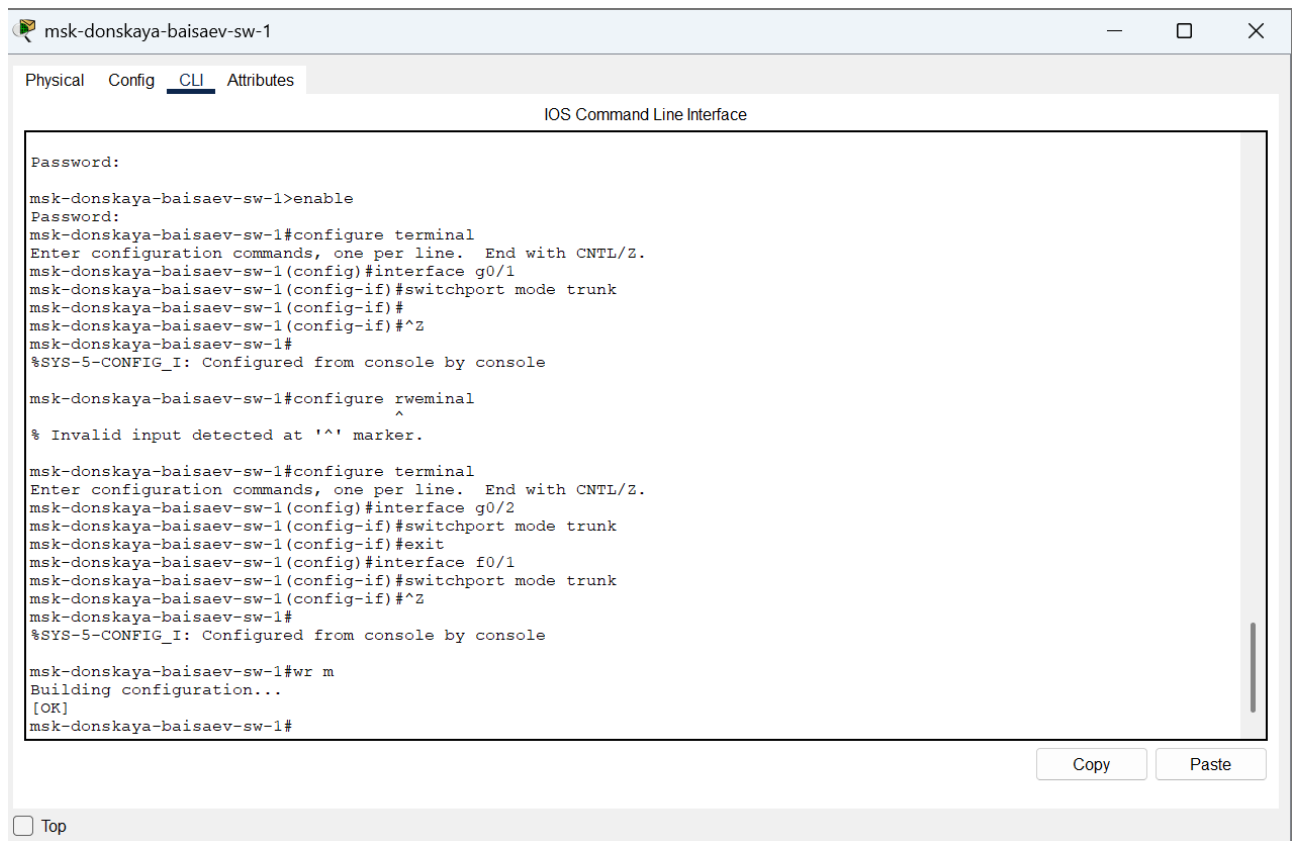 msk-donskaya-baisaev-sw-1
Physical Config CLI Attributes
IOS Command Line Interface
Password:
msk-donskaya-baisaev-sw-1>enable
Password:
msk-donskaya-baisaev-sw-1#configure terminal
Enter configuration commands, one per line.  End with CNTL/Z.
msk-donskaya-baisaev-sw-1(config)#interface g0/1
msk-donskaya-baisaev-sw-1(config-if)#switchport mode trunk
msk-donskaya-baisaev-sw-1(config-if)#
msk-donskaya-baisaev-sw-1(config-if)#^Z
msk-donskaya-baisaev-sw-1#
%SYS-5-CONFIG_I: Configured from console by console
msk-donskaya-baisaev-sw-1#configure rweminal
^
% Invalid input detected at '^' marker.
msk-donskaya-baisaev-sw-1#configure terminal
Enter configuration commands, one per line.  End with CNTL/Z.
msk-donskaya-baisaev-sw-1(config)#interface g0/2
msk-donskaya-baisaev-sw-1(config-if)#switchport mode trunk
msk-donskaya-baisaev-sw-1(config-if)#exit
msk-donskaya-baisaev-sw-1(config)#interface f0/1
msk-donskaya-baisaev-sw-1(config-if)#switchport mode trunk
msk-donskaya-baisaev-sw-1(config-if)#^Z
msk-donskaya-baisaev-sw-1#
%SYS-5-CONFIG_I: Configured from console by console
msk-donskaya-baisaev-sw-1#wr m
Building configuration...
[OK]
msk-donskaya-baisaev-sw-1#
Copy Paste
Top